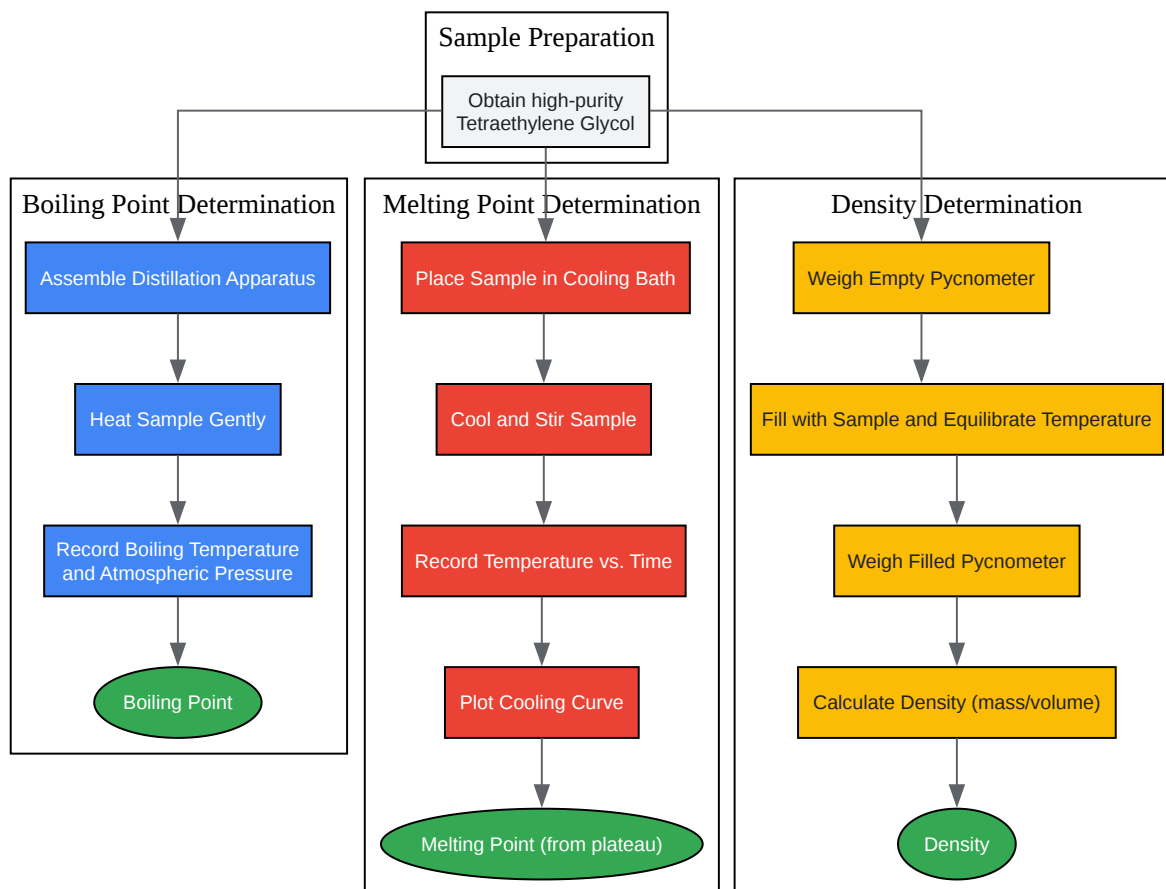 Sample Preparation
Obtain high-purity
Tetraethylene Glycol
Boiling Point Determination
Assemble Distillation Apparatus
Heat Sample Gently
Record Boiling Temperature
and Atmospheric Pressure
Boiling Point
Melting Point Determination
Place Sample in Cooling Bath
Cool and Stir Sample
Record Temperature vs. Time
Plot Cooling Curve
Melting Point (from plateau)
Density Determination
Weigh Empty Pycnometer
Fill with Sample and Equilibrate Temperature
Weigh Filled Pycnometer
Calculate Density (mass/volume)
Density